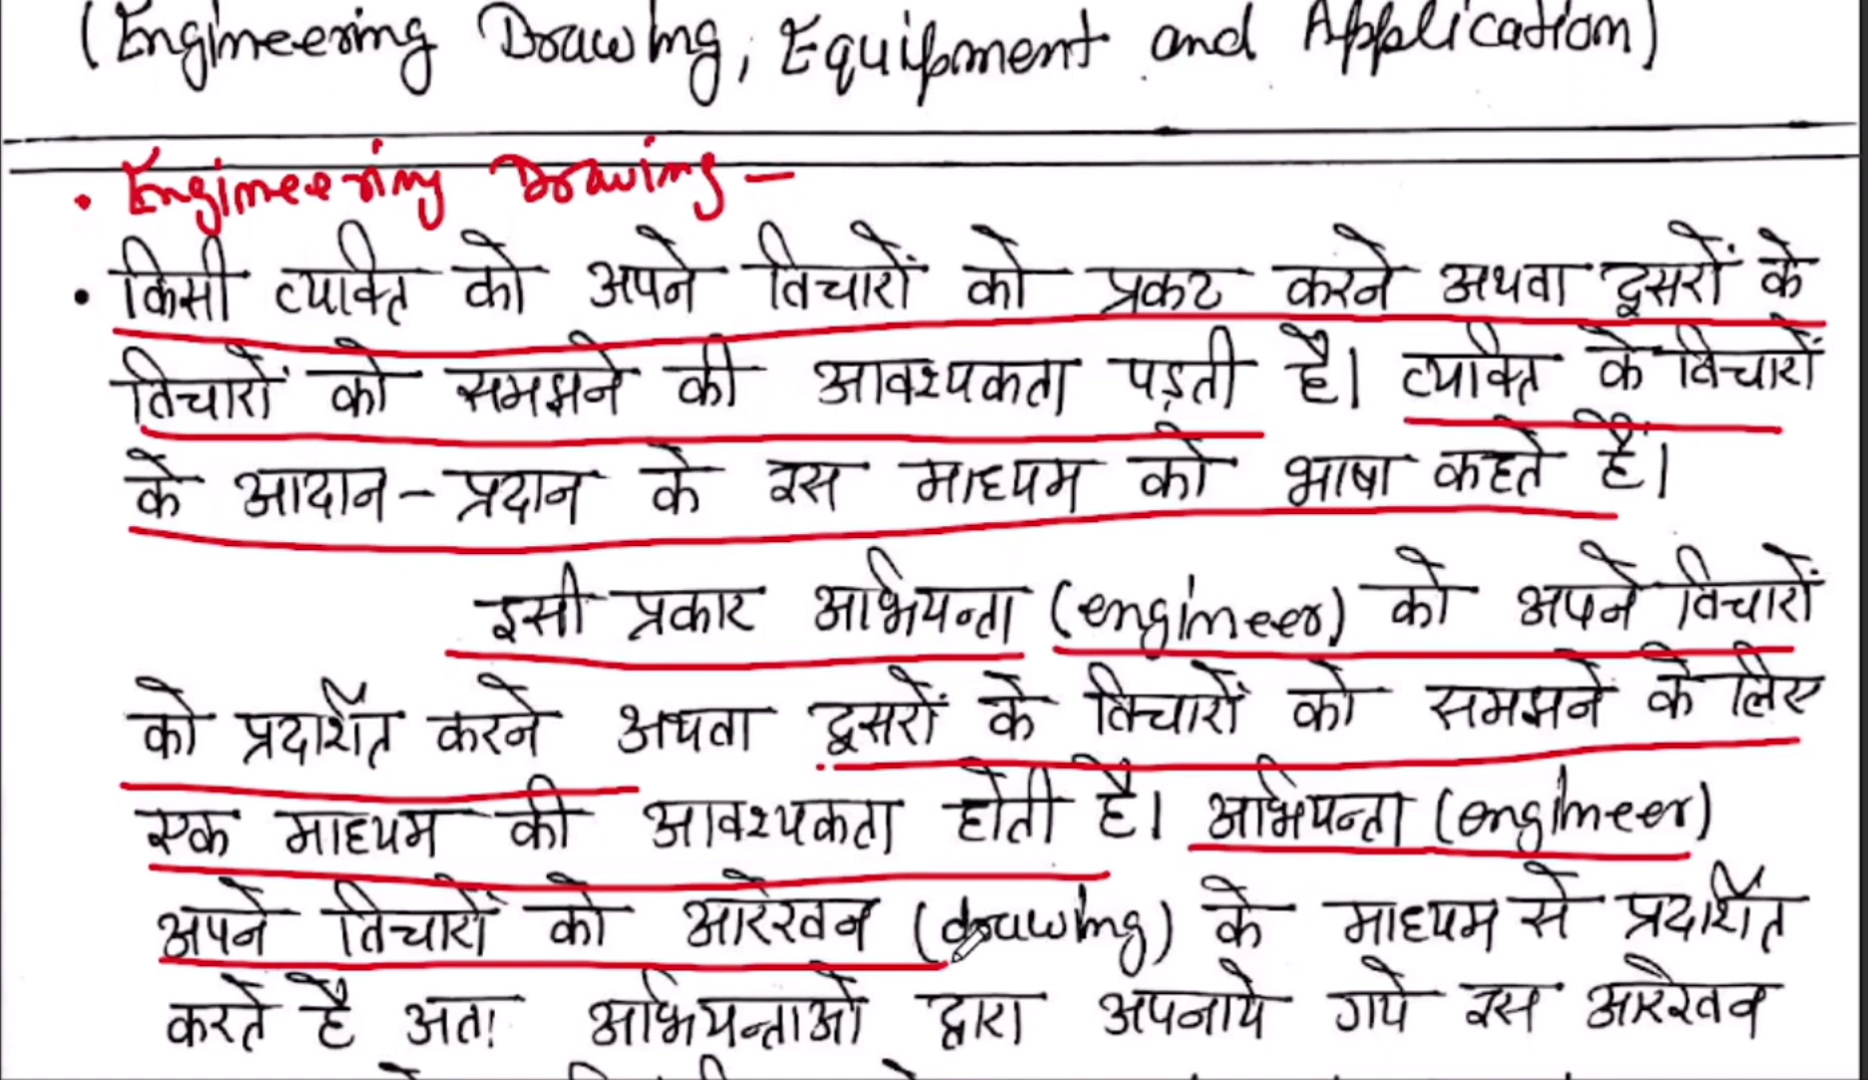 (Engineering Drawing, Equipment and Application)
• Engineering Drawing –
• किसी व्यक्ति को अपने विचारों को प्रकट करने अथवा दूसरों के
विचारों को समझने की आवश्यकता पड़ती है। व्यक्ति के विचारों
के आदान-प्रदान के इस माध्यम को भाषा कहते हैं।
इसी प्रकार अभियन्ता (engineer) को अपने विचारों
को प्रदर्शित करने अथवा दूसरों के विचारों को समझने के लिए
एक माध्यम की आवश्यकता होती है। अभियन्ता (engineer)
अपने विचारों को आरेखन (drawing) के माध्यम से प्रदर्शित
करते है अतः अभियन्ताओ द्वारा अपनाये गये इस आरेखन